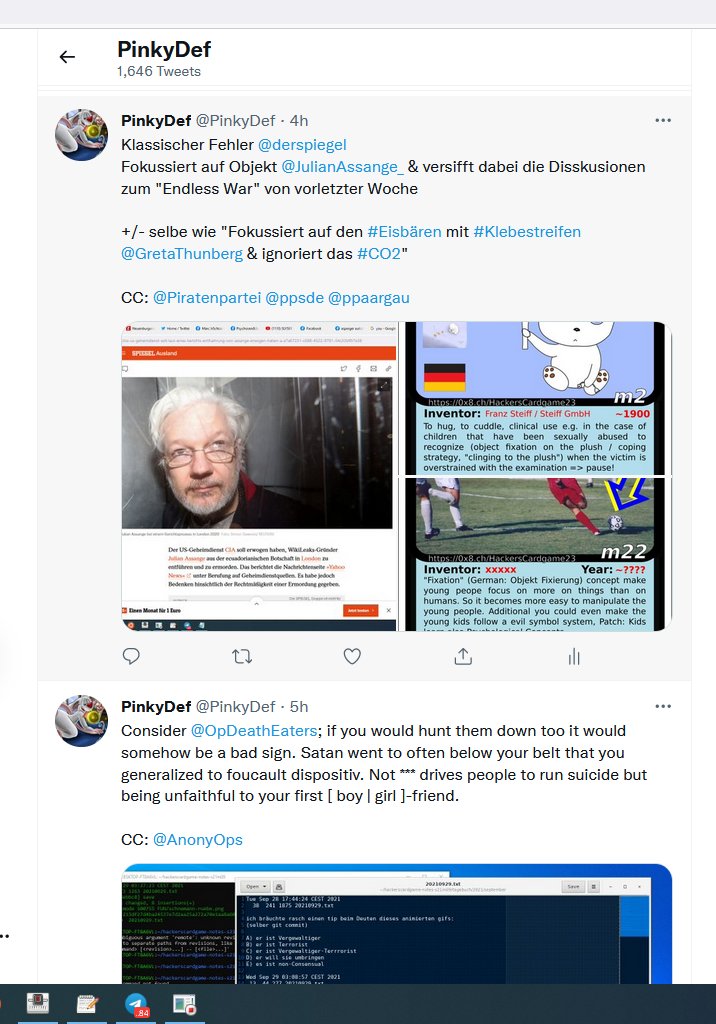 PinkyDef
1,646 Tweets
PinkyDef @PinkyDef · 4h
Klassischer Fehler @derspiegel
Fokussiert auf Objekt @JulianAssange_ & versifft dabei die Disskusionen
zum "Endless War" von vorletzter Woche
+/- selbe wie "Fokussiert auf den #Eisbären mit #Klebestreifen
@GretaThunberg & ignoriert das #CO2"
CC: @Piratenpartei @ppsde @ppaargau
SPIEGEL Ausland
Der US-Geheimdienst CIA soll erwogen haben, WikiLeaks-Gründer
Julian Assange aus der ecuadorianischen Botschaft in London zu
entführen und zu ermorden. Das berichtet die Nachrichtenseite »Yahoo
News« unter Berufung auf Geheimdienstquellen. Es habe jedoch
Bedenken hinsichtlich der Rechtmäßigkeit einer Ermordung gegeben.
Einen Monat für 1 Euro
Jetzt testen
m2
https://0x8.ch/HackersCardgame23
Inventor: Franz Steiff / Steiff GmbH ~1900
To hug, to cuddle, clinical use e.g. in the case of
children that have been sexually abused to
recognize (object fixation on the plush / coping
strategy, "clinging to the plush") when the victim is
overstrained with the examination => pause!
https://0x8.ch/HackersCardgame23
m22
Inventor: xxxxx Year: ~????
"Fixation" (German: Objekt Fixierung) concept make
young peope focus on more on things than on
humans. So it becomes more easy to manipulate the
young people. Additional you could even make the
young kids follow a evil symbol system, Patch: Kids
learn also Psychological Concepts
PinkyDef @PinkyDef · 5h
Consider @OpDeathEaters; if you would hunt them down too it would
somehow be a bad sign. Satan went to often below your belt that you
generalized to foucault dispositiv. Not *** drives people to run suicide but
being unfaithful to your first [ boy | girl ]-friend.
CC: @AnonyOps
Open
20210929.txt
Save
Tue Sep 28 17:44:24 CEST 2021
38 241 1875 20210929.txt
ich bräuchte rasch einen tip beim Deuten dieses animierten gifs:
(selber git commit)
A) er ist Vergewaltiger
B) er ist Terrorist
C) er ist Vergewaltiger-Terrrorist
D) er will sie umbringen
E) es ist non-Consensual
Wed Sep 29 03:08:57 CEST 2021
.84